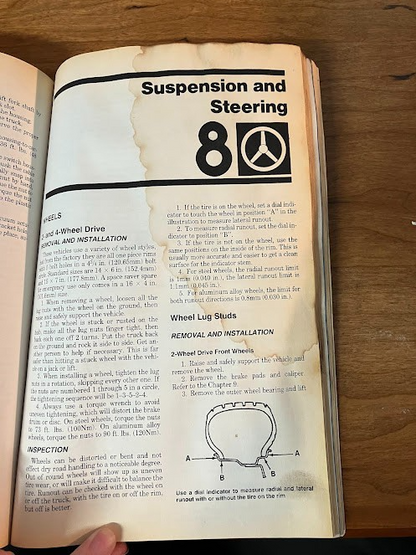 ft fork shaft by
the housing.
is truck.
erve the proper
36 ft. lbs.
Suspension and
Steering
8
WHEELS
and 4-Wheel Drive
REMOVAL AND INSTALLATION
These vehicles use a variety of wheel styles,
from the factory they are all one piece rims
5 bolt holes in a 4¾ in. (120.65mm) bolt
Standard sizes are 14 × 6 in. (152.4mm)
15 × 7 in. (177.8mm). A space saver spare
emergency use only comes in a 16 × 4 in.
size
1. When removing a wheel, loosen all the
lug nuts with the wheel on the ground, then
raise and safely support the vehicle.
2. If the wheel is stuck or rusted on the
hub, make all the lug nuts finger tight, then
back each one off 2 turns. Put the truck back
on the ground and rock it side to side. Get an-
other person to help if necessary. This is far
safer than hitting a stuck wheel with the vehi-
cle on a jack or lift.
3. When installing a wheel, tighten the lug
nuts in a rotation, skipping every other one. If
the nuts are numbered 1 through 5 in a circle,
the tightening sequence will be 1-3-5-2-4.
4. Always use a torque wrench to avoid
uneven tightening, which will distort the brake
drum or disc. On steel wheels, torque the nuts
to 73 ft. lbs. (100Nm). On aluminum alloy
wheels, torque the nuts to 90 ft. lbs. (120Nm).
INSPECTION
Wheels can be distorted or bent and not
affect dry road handling to a noticeable degree.
Out of round wheels will show up as uneven
tire wear, or will make it difficult to balance the
tire. Runout can be checked with the wheel on
or off the truck, with the tire on or off the rim,
but off is better.
1. If the tire is on the wheel, set a dial indi-
cator to touch the wheel in position "A" in the
illustration to measure lateral runout.
2. To measure radial runout, set the dial in-
dicator to position "B".
3. If the tire is not on the wheel, use the
same positions on the inside of the rim. This is
usually more accurate and easier to get a clean
surface for the indicator stem.
4. For steel wheels, the radial runout limit
is 1mm (0.040 in.), the lateral runout limit is
1.1mm (0.045 in.).
5. For aluminum alloy wheels, the limit for
both runout directions is 0.8mm (0.030 in.).
Wheel Lug Studs
REMOVAL AND INSTALLATION
2-Wheel Drive Front Wheels
1. Raise and safely support the vehicle and
remove the wheel.
2. Remove the brake pads and caliper.
Refer to the Chapter 9.
3. Remove the outer wheel bearing and lift
A
A
B
B
Use a dial indicator to measure radial and lateral
runout with or without the tire on the rim